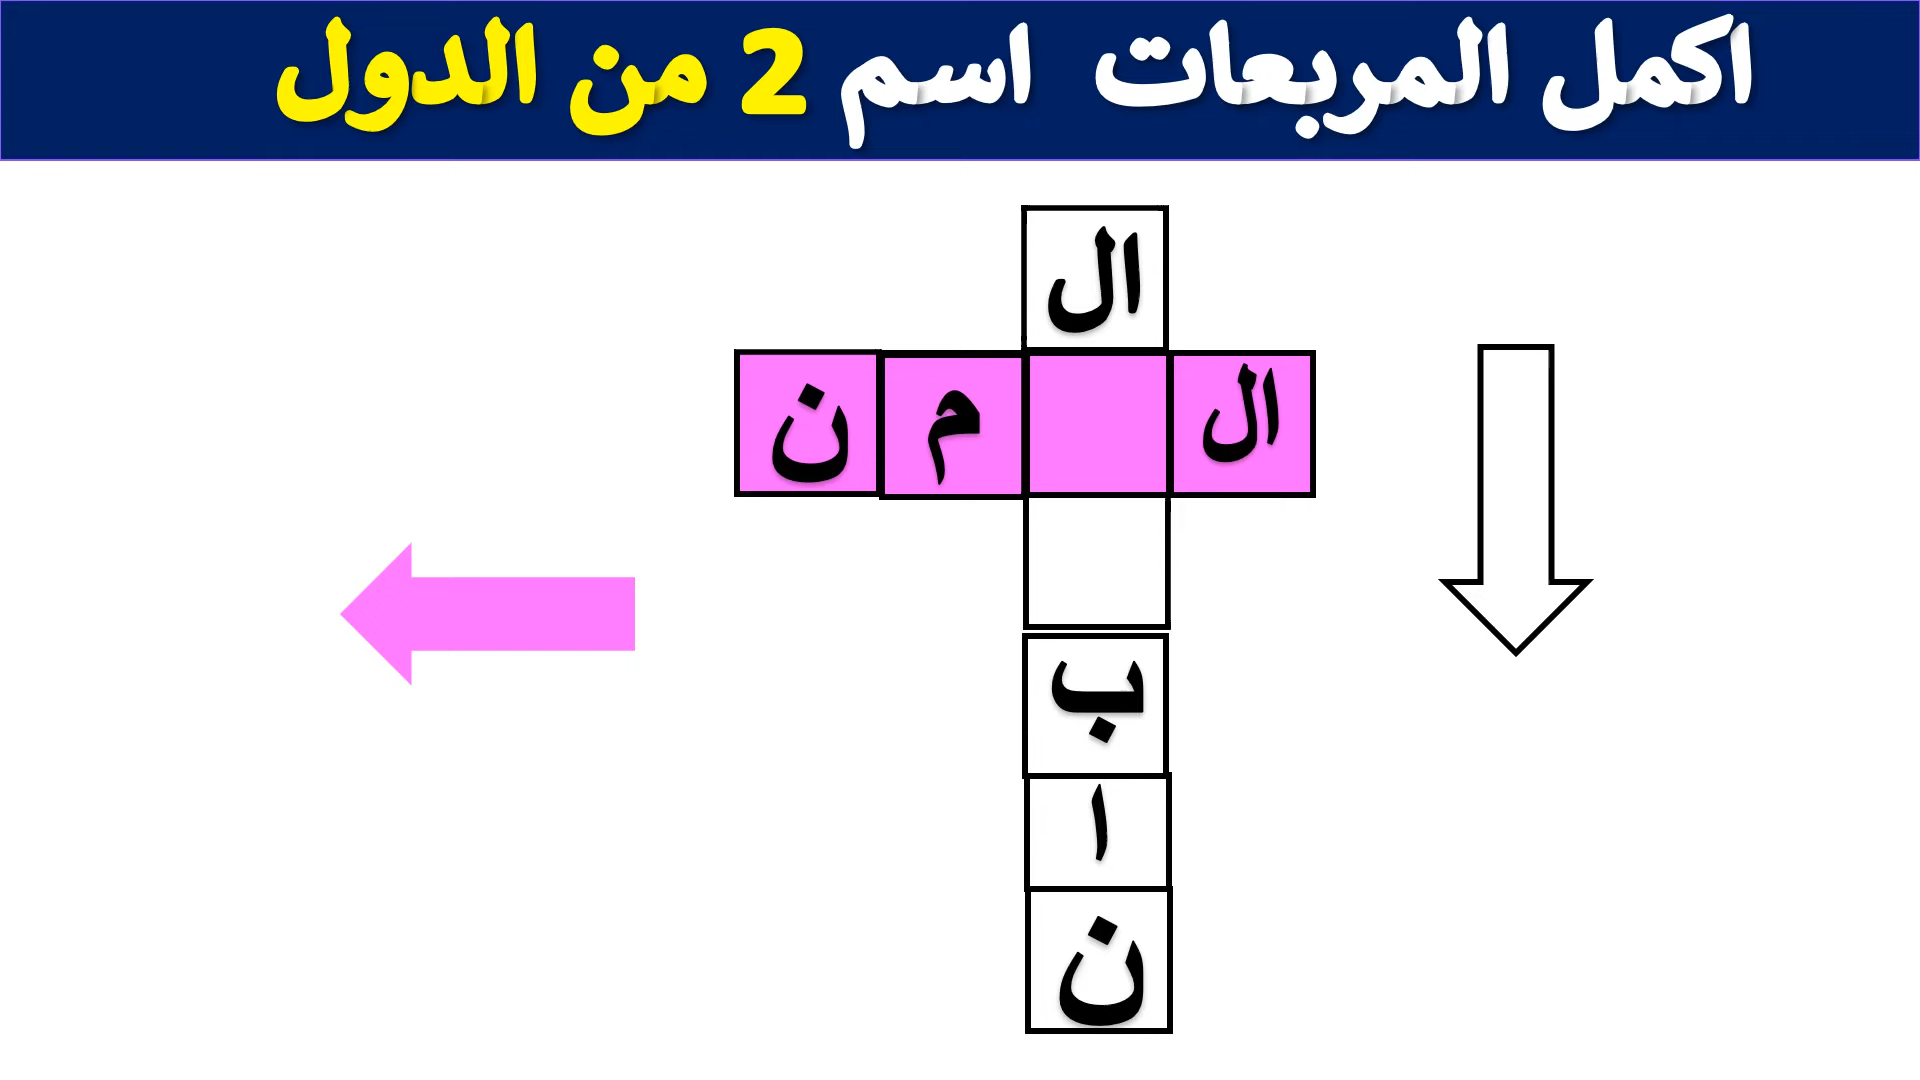 اكمل المربعات اسم 2 من الدول
ال
ال م ن
ب
ا
ن